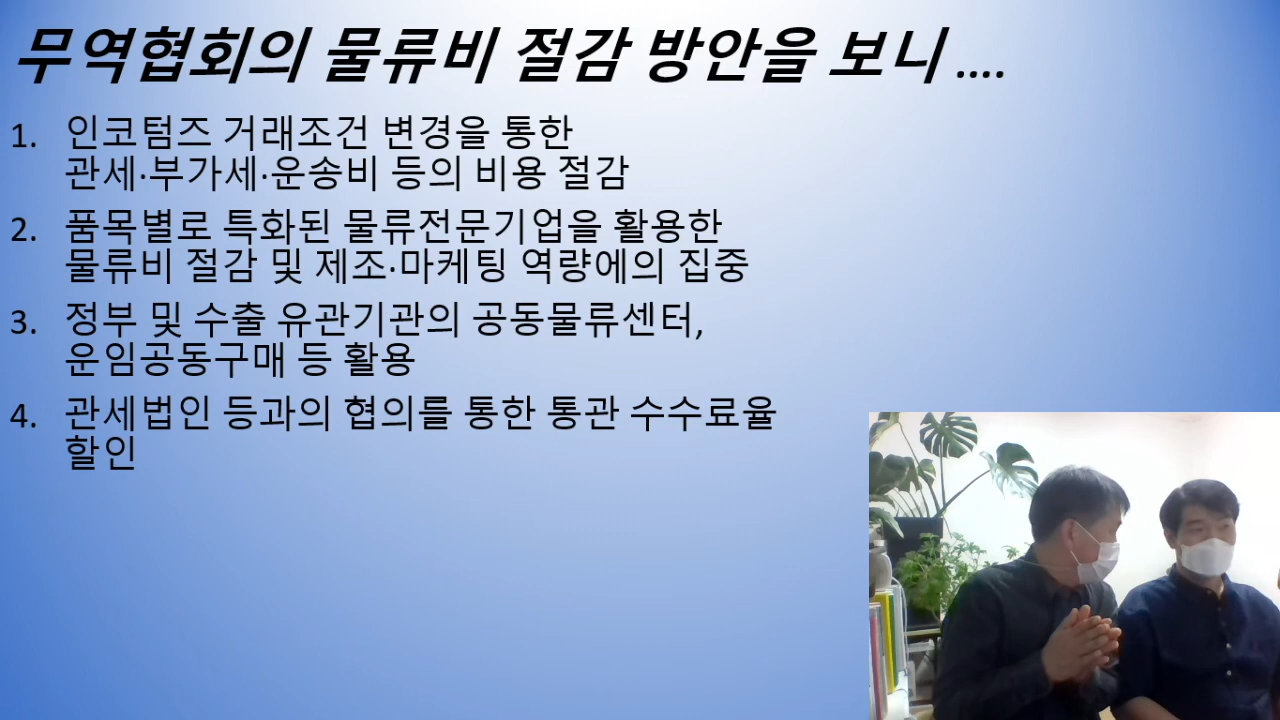 무역협회의 물류비 절감 방안을 보니 ....
1. 인코텀즈 거래조건 변경을 통한
관세·부가세·운송비 등의 비용 절감
2. 품목별로 특화된 물류전문기업을 활용한
물류비 절감 및 제조·마케팅 역량에의 집중
3. 정부 및 수출 유관기관의 공동물류센터,
운임공동구매 등 활용
4. 관세법인 등과의 협의를 통한 통관 수수료율
할인